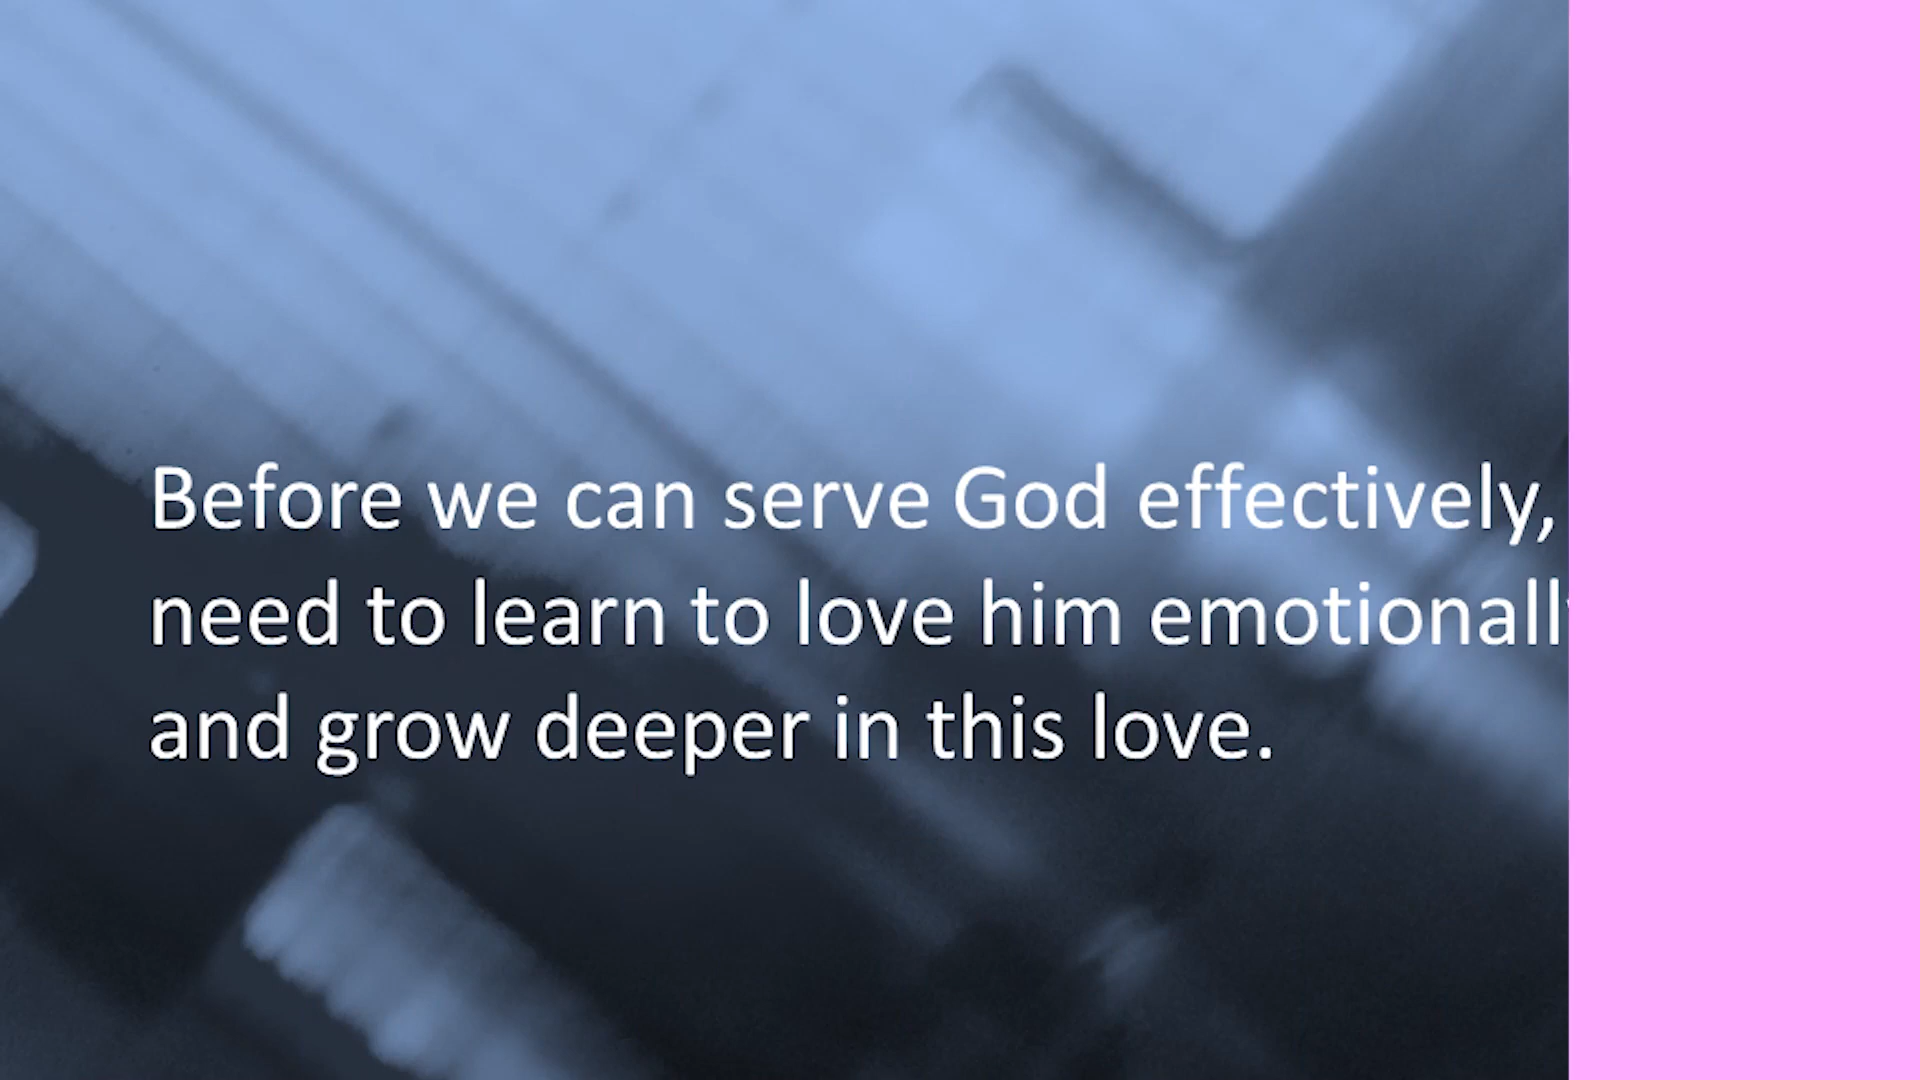 Before we can serve God effectively,
need to learn to love him emotionall
and grow deeper in this love.